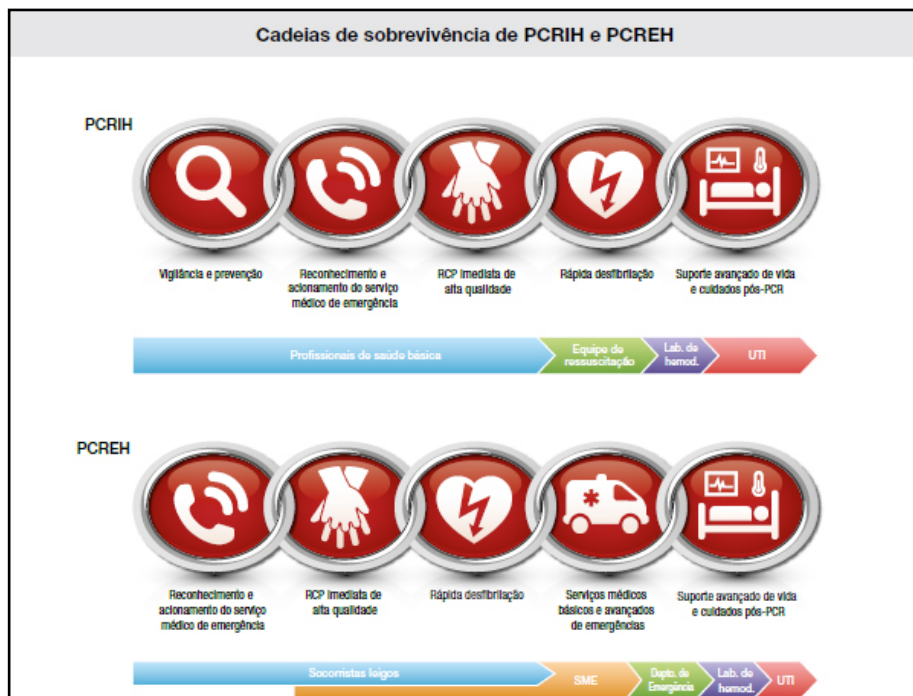 Cadeias de sobrevivência de PCRIH e PCREH
PCRIH
Vigilância e prevenção
Reconhecimento e
acionamento do serviço
médico de emergência
RCP imediata de
alta qualidade
Rápida desfibrilação
Suporte avançado de vida
e cuidados pós-PCR
Profissionais de saúde básica
Equipe de
ressuscitação
Lab. de
hemod.
UTI
PCREH
Reconhecimento e
acionamento do serviço
médico de emergência
RCP imediata de
alta qualidade
Rápida desfibrilação
Serviços médicos
básicos e avançados
de emergências
Suporte avançado de vida
e cuidados pós-PCR
Socorristas leigos
SME
Depto. de
Emergência
Lab. de
hemod.
UTI